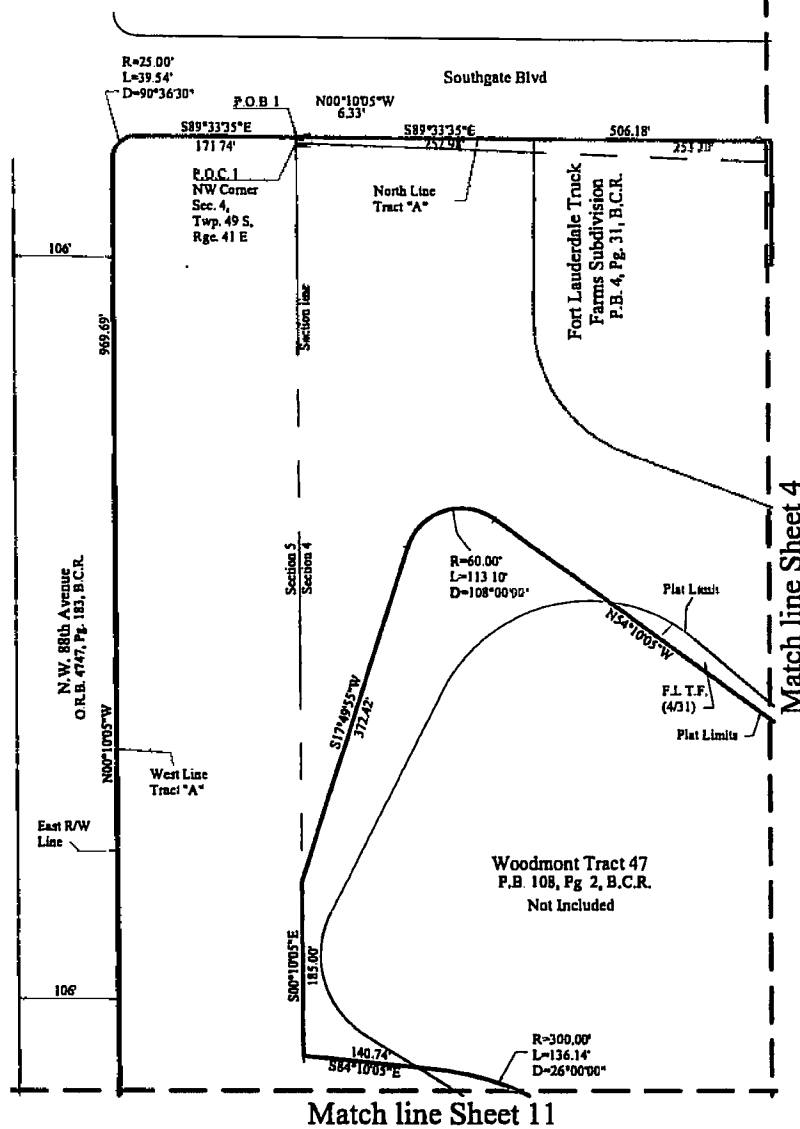 R=25.00'
L=39.54'
D=90°36'30"
Southgate Blvd
P.O.B 1
N00°10'05"W
6.33'
S89°33'35"E
171 74'
S89°33'35"E
506.18'
P.O.C. 1
NW Corner
Sec. 4,
Twp. 49 S,
Rge. 41 E
North Line
Tract "A"
Fort Lauderdale Truck
Farms Subdivision
P.B. 4, Pg. 31, B.C.R.
106'
969.69'
Section line
Match line Sheet 4
R=60.00'
L=113 10'
D=108°00'00"
Section 5
Section 4
Plat Limit
N54°10'05"W
N.W. 88th Avenue
O.R.B. 4747, Pg. 183, B.C.R.
F.L T.F.
(4/31)
Plat Limits
S17°49'55"W
372.42'
N00°10'05"W
West Line
Tract "A"
East R/W
Line
Woodmont Tract 47
P.B. 108, Pg 2, B.C.R.
Not Included
S00°10'05"E
185.00'
106'
140.74'
S84°10'05"E
R=300.00'
L=136.14'
D=26°00'00"
Match line Sheet 11